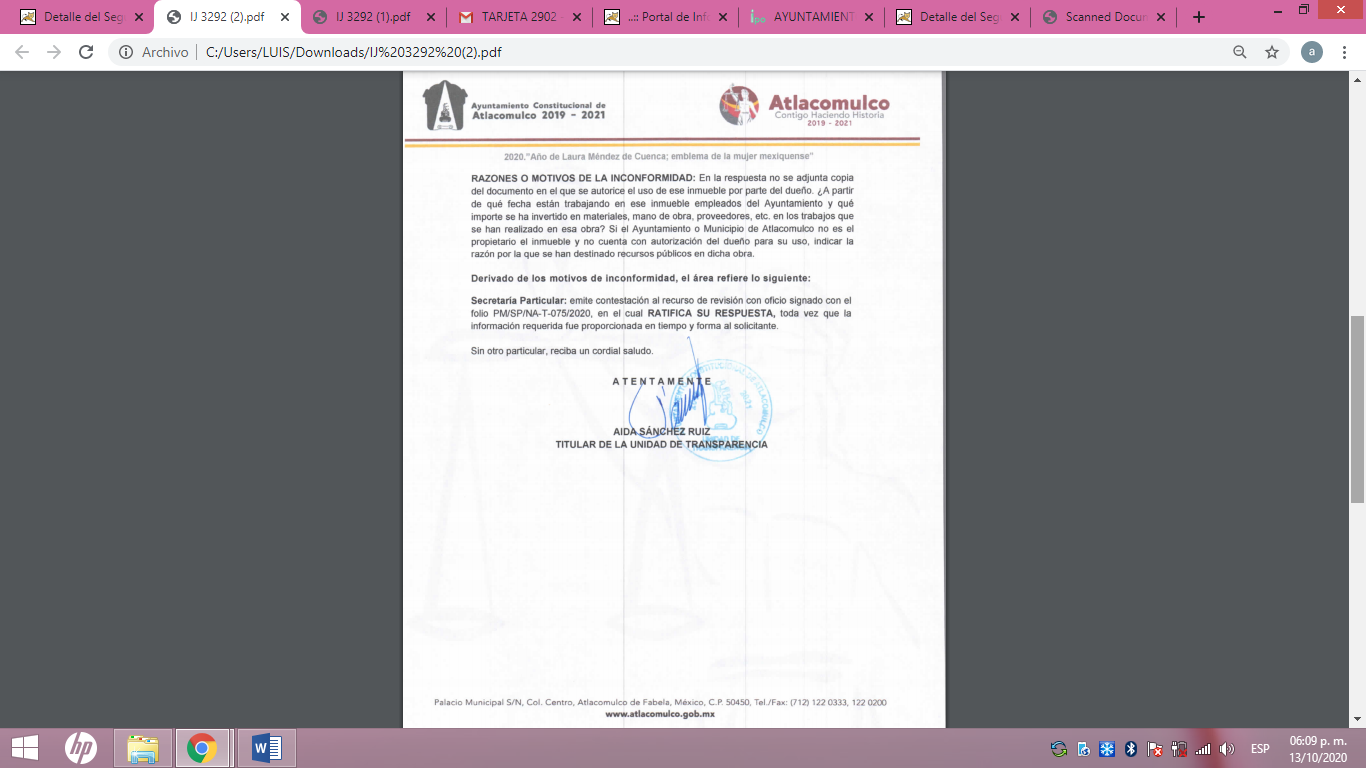 Detalle del Seg
IJ 3292 (2).pdf
IJ 3292 (1).pdf
TARJETA 2902
..:: Portal de Inf
ipo
AYUNTAMIENT
Detalle del Seg
Scanned Docum
Archivo
C:/Users/LUIS/Downloads/IJ%203292%20(2).pdf
a
Ayuntamiento Constitucional de
Atlacomulco 2019 - 2021
Atlacomulco
Contigo Haciendo Historia
2019 - 2021
2020."Año de Laura Méndez de Cuenca; emblema de la mujer mexiquense"
RAZONES O MOTIVOS DE LA INCONFORMIDAD: En la respuesta no se adjunta copia
del documento en el que se autorice el uso de ese inmueble por parte del dueño. ¿A partir
de qué fecha están trabajando en ese inmueble empleados del Ayuntamiento y qué
importe se ha invertido en materiales, mano de obra, proveedores, etc. en los trabajos que
se han realizado en esa obra? Si el Ayuntamiento o Municipio de Atlacomulco no es el
propietario el inmueble y no cuenta con autorización del dueño para su uso, indicar la
razón por la que se han destinado recursos públicos en dicha obra.
Derivado de los motivos de inconformidad, el área refiere lo siguiente:
Secretaría Particular: emite contestación al recurso de revisión con oficio signado con el
folio PM/SP/NA-T-075/2020, en el cual RATIFICA SU RESPUESTA, toda vez que la
información requerida fue proporcionada en tiempo y forma al solicitante.
Sin otro particular, reciba un cordial saludo.
A T E N T A M E N T E
AIDA SÁNCHEZ RUIZ
TITULAR DE LA UNIDAD DE TRANSPARENCIA
Palacio Municipal S/N, Col. Centro, Atlacomulco de Fabela, México, C.P. 50450, Tel./Fax: (712) 122 0333, 122 0200
www.atlacomulco.gob.mx
hp
ESP
06:09 p. m.
13/10/2020